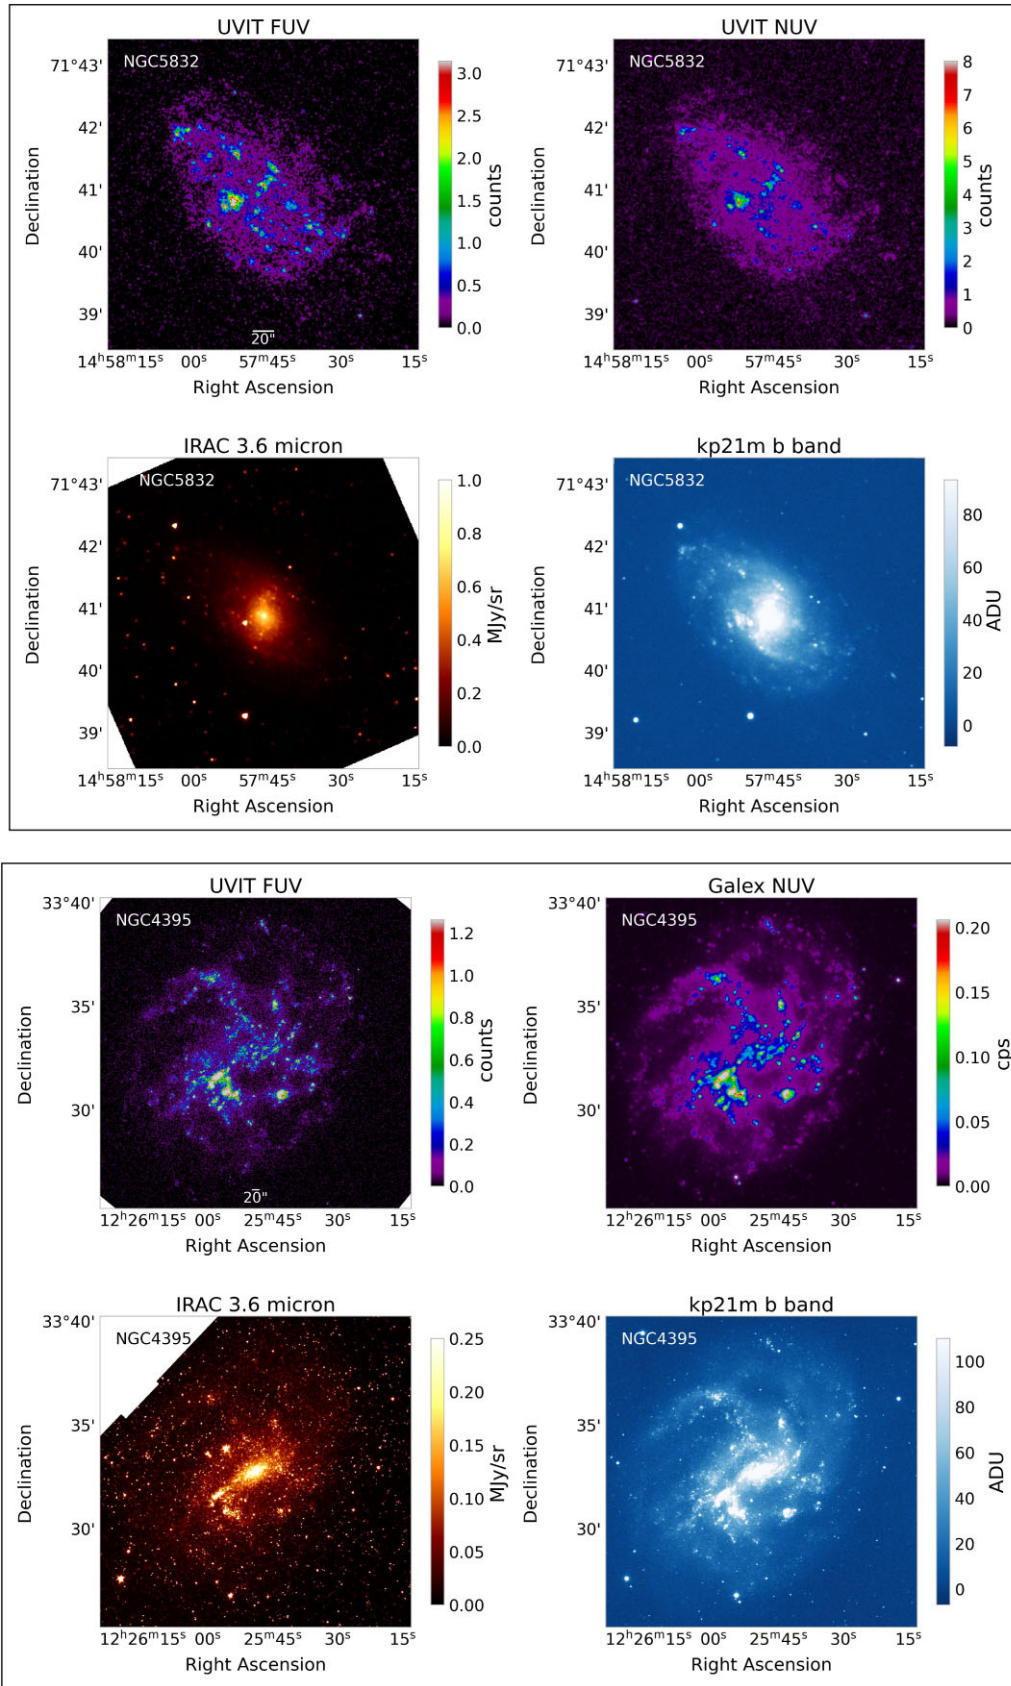 UVIT FUV
NGC5832
71°43'
42'
41'
40'
39'
Declination
20"
14ʰ58ᵐ15ˢ 00ˢ 57ᵐ45ˢ 30ˢ 15ˢ
Right Ascension
3.0
2.5
2.0
1.5
1.0
0.5
0.0
counts
UVIT NUV
NGC5832
71°43'
42'
41'
40'
39'
Declination
14ʰ58ᵐ15ˢ 00ˢ 57ᵐ45ˢ 30ˢ 15ˢ
Right Ascension
8
7
6
5
4
3
2
1
0
counts
IRAC 3.6 micron
NGC5832
71°43'
42'
41'
40'
39'
Declination
14ʰ58ᵐ15ˢ 00ˢ 57ᵐ45ˢ 30ˢ 15ˢ
Right Ascension
1.0
0.8
0.6
0.4
0.2
0.0
MJy/sr
kp21m b band
NGC5832
71°43'
42'
41'
40'
39'
Declination
14ʰ58ᵐ15ˢ 00ˢ 57ᵐ45ˢ 30ˢ 15ˢ
Right Ascension
80
60
40
20
0
ADU
UVIT FUV
NGC4395
33°40'
35'
30'
Declination
20"
12ʰ26ᵐ15ˢ 00ˢ 25ᵐ45ˢ 30ˢ 15ˢ
Right Ascension
1.2
1.0
0.8
0.6
0.4
0.2
0.0
counts
Galex NUV
NGC4395
33°40'
35'
30'
Declination
12ʰ26ᵐ15ˢ 00ˢ 25ᵐ45ˢ 30ˢ 15ˢ
Right Ascension
0.20
0.15
0.10
0.05
0.00
cps
IRAC 3.6 micron
NGC4395
33°40'
35'
30'
Declination
12ʰ26ᵐ15ˢ 00ˢ 25ᵐ45ˢ 30ˢ 15ˢ
Right Ascension
0.25
0.20
0.15
0.10
0.05
0.00
MJy/sr
kp21m b band
NGC4395
33°40'
35'
30'
Declination
12ʰ26ᵐ15ˢ 00ˢ 25ᵐ45ˢ 30ˢ 15ˢ
Right Ascension
100
80
60
40
20
0
ADU